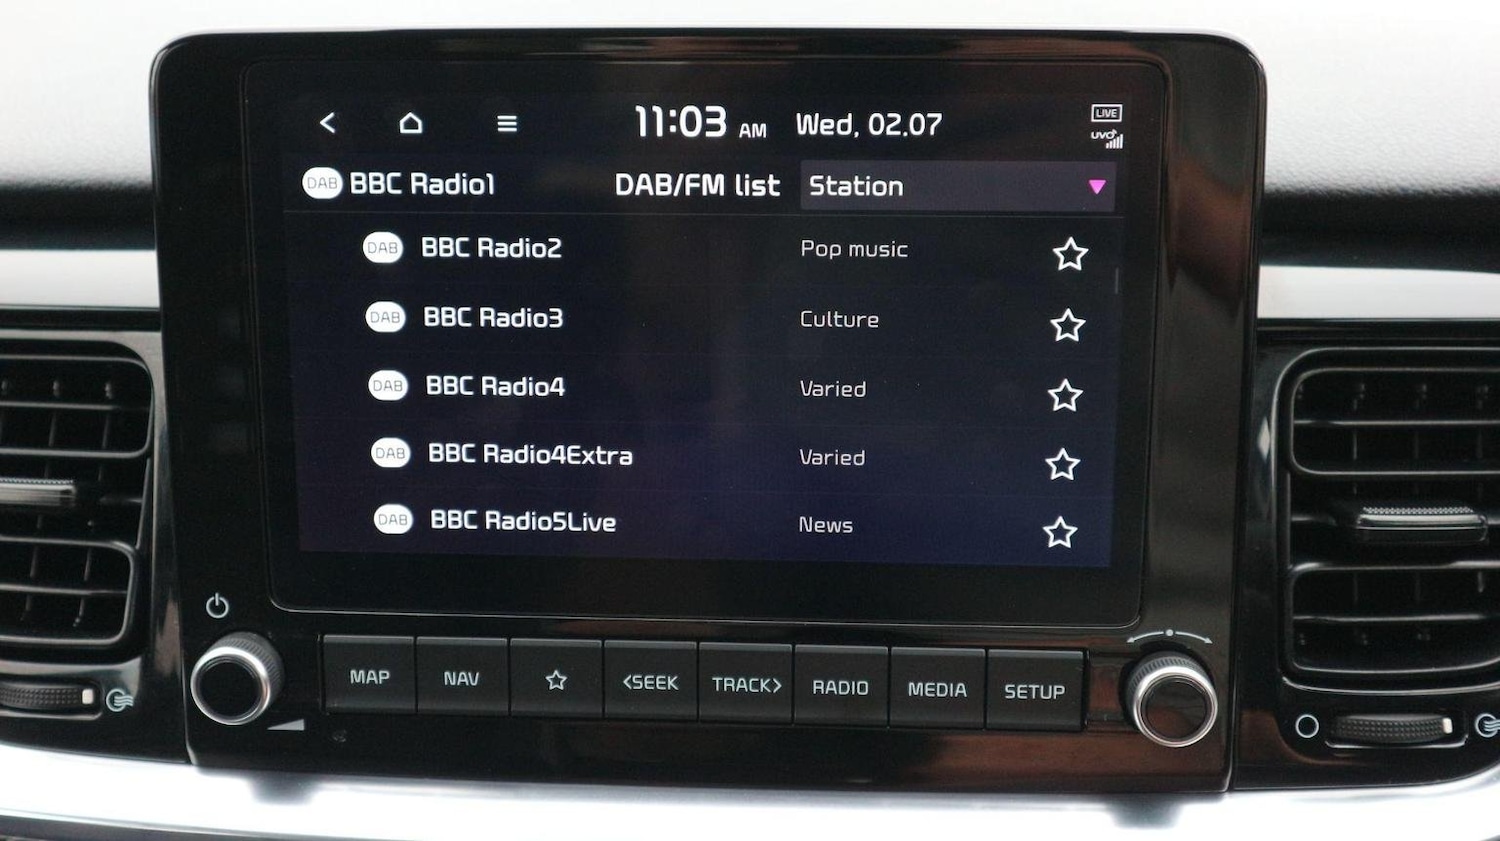 11:03 AM Wed, 02.07 LIVE
UVO
DAB BBC Radio1 DAB/FM list Station
DAB BBC Radio2 Pop music
DAB BBC Radio3 Culture
DAB BBC Radio4 Varied
DAB BBC Radio4Extra Varied
DAB BBC Radio5Live News
MAP NAV <SEEK TRACK> RADIO MEDIA SETUP